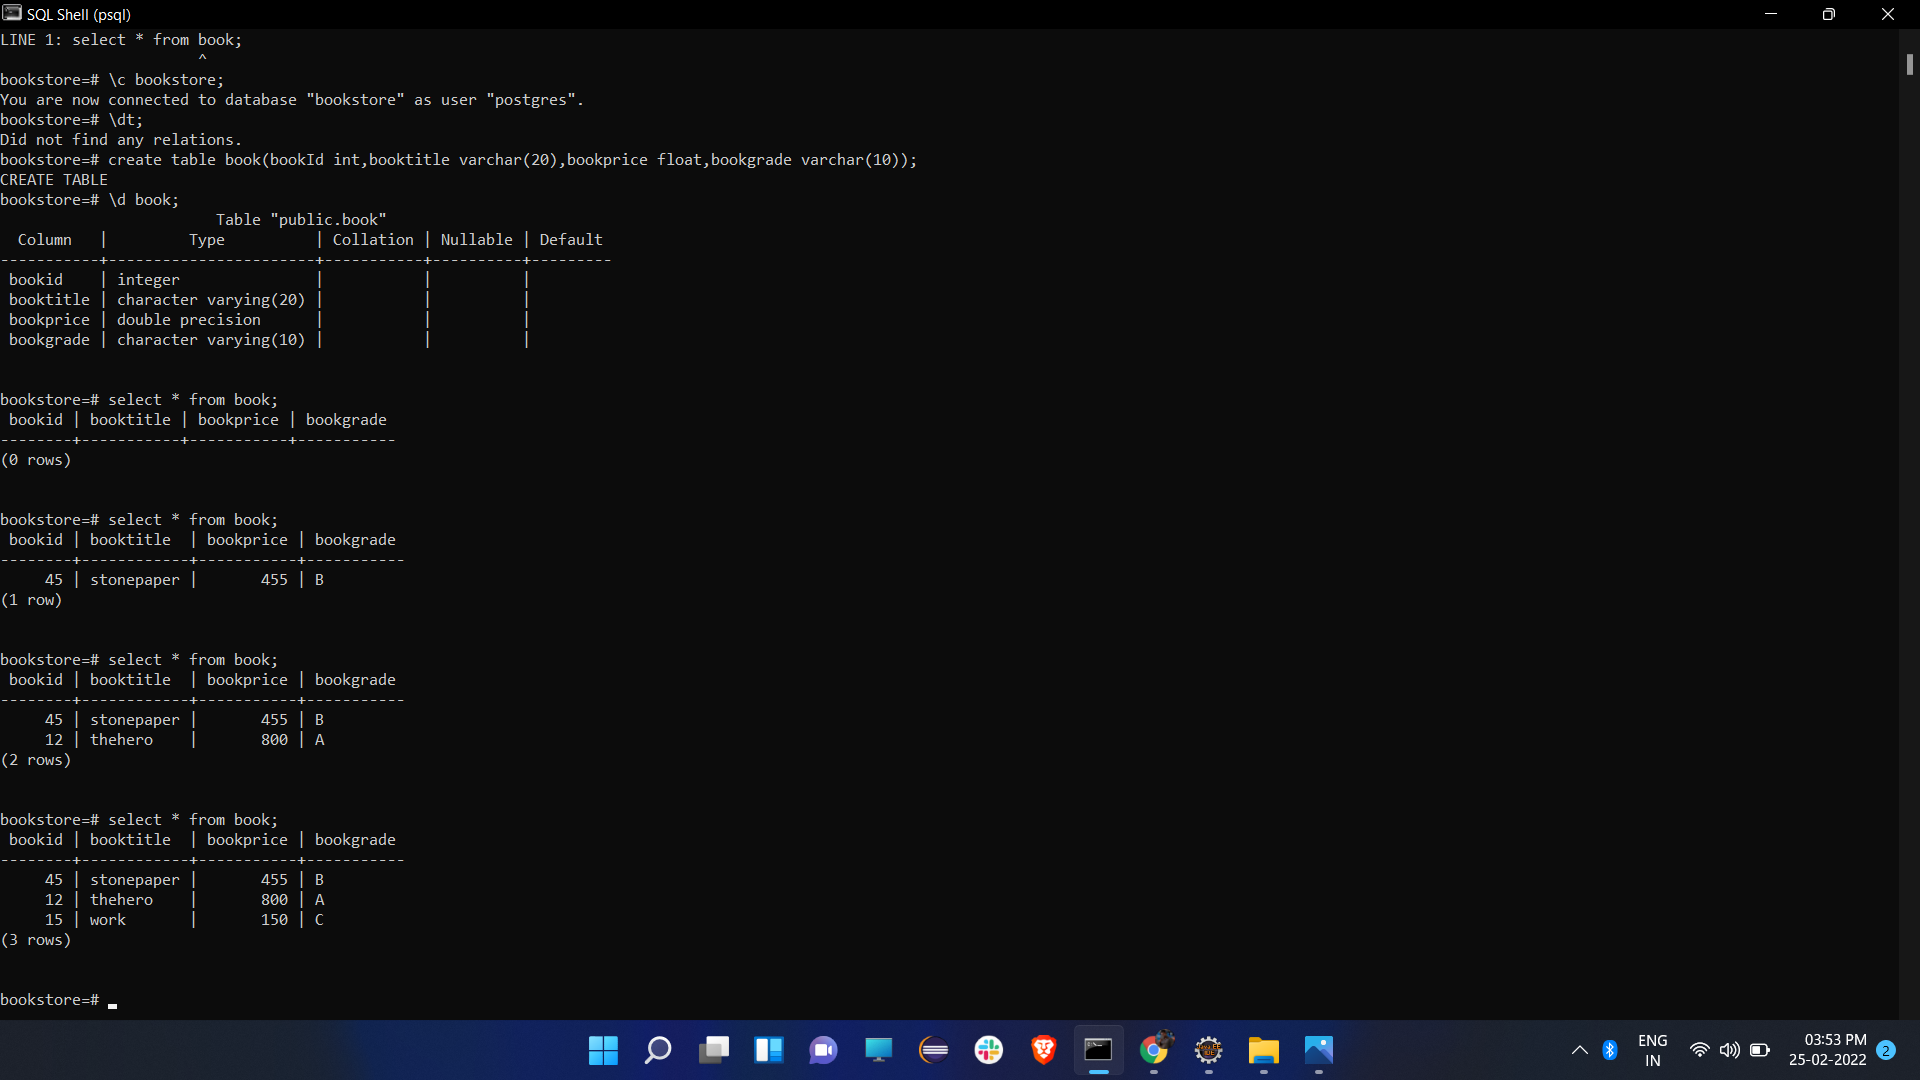 SQL Shell (psql)
LINE 1: select * from book;
                      ^
bookstore=# \c bookstore;
You are now connected to database "bookstore" as user "postgres".
bookstore=# \dt;
Did not find any relations.
bookstore=# create table book(bookId int,booktitle varchar(20),bookprice float,bookgrade varchar(10));
CREATE TABLE
bookstore=# \d book;
                        Table "public.book"
  Column   |         Type          | Collation | Nullable | Default
-----------+-----------------------+-----------+----------+---------
 bookid    | integer               |           |          |
 booktitle | character varying(20) |           |          |
 bookprice | double precision      |           |          |
 bookgrade | character varying(10) |           |          |
bookstore=# select * from book;
 bookid | booktitle | bookprice | bookgrade
--------+-----------+-----------+-----------
(0 rows)
bookstore=# select * from book;
 bookid | booktitle  | bookprice | bookgrade
--------+------------+-----------+-----------
     45 | stonepaper |       455 | B
(1 row)
bookstore=# select * from book;
 bookid | booktitle  | bookprice | bookgrade
--------+------------+-----------+-----------
     45 | stonepaper |       455 | B
     12 | thehero    |       800 | A
(2 rows)
bookstore=# select * from book;
 bookid | booktitle  | bookprice | bookgrade
--------+------------+-----------+-----------
     45 | stonepaper |       455 | B
     12 | thehero    |       800 | A
     15 | work       |       150 | C
(3 rows)
bookstore=#
ENG
IN
03:53 PM
25-02-2022
2